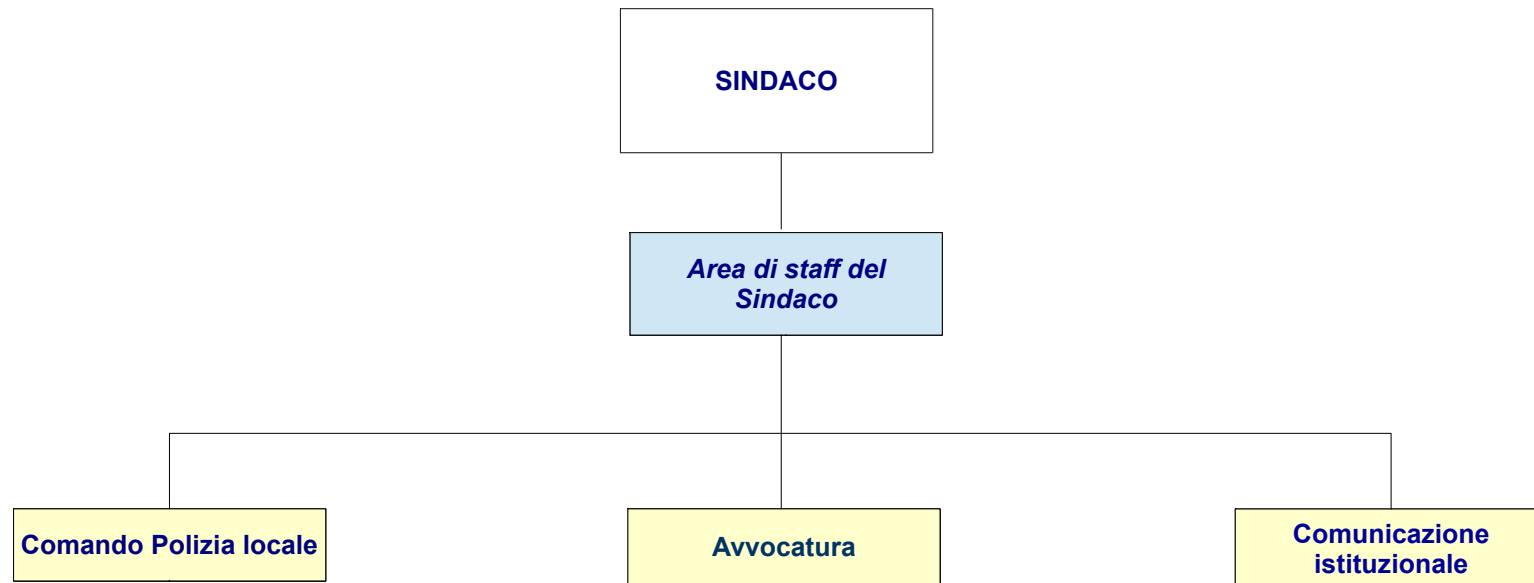 SINDACO
Area di staff del
Sindaco
Comando Polizia locale
Avvocatura
Comunicazione
istituzionale